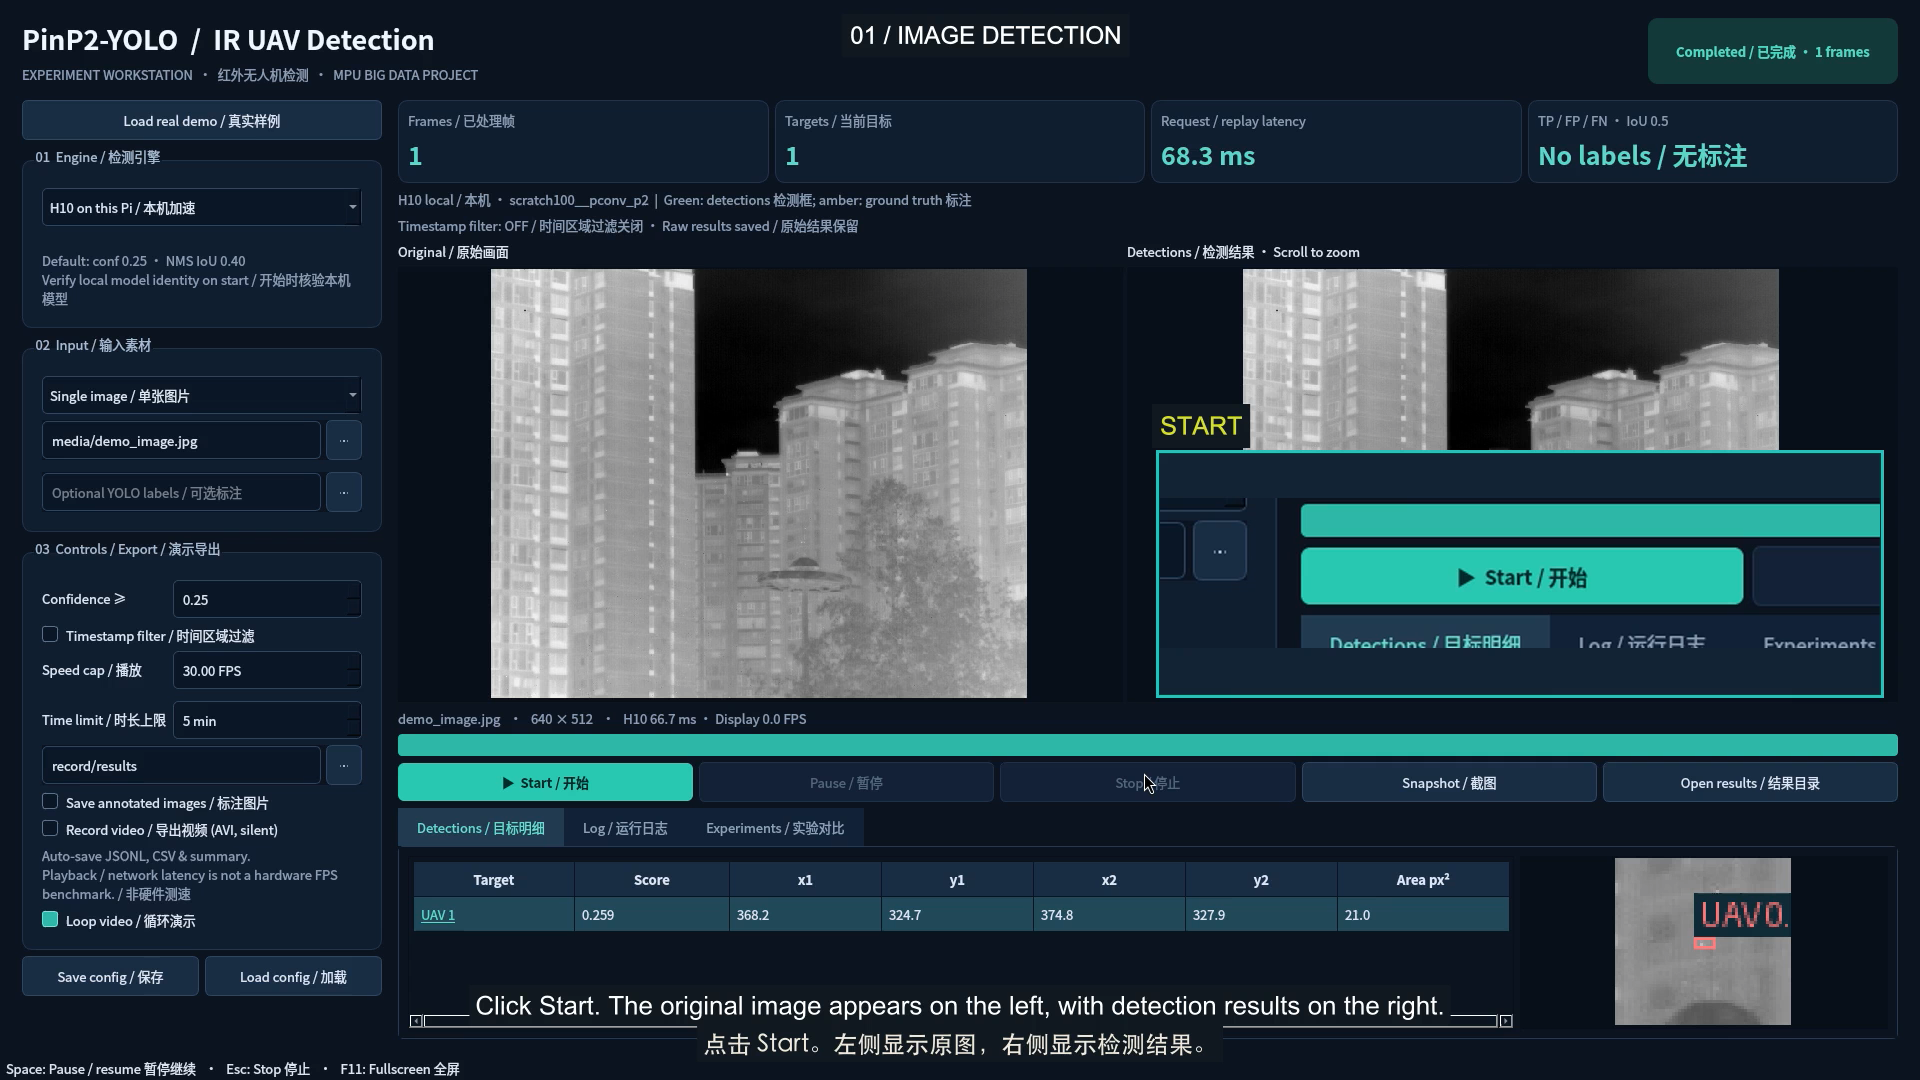 PinP2-YOLO / IR UAV Detection
EXPERIMENT WORKSTATION • 红外无人机检测 • MPU BIG DATA PROJECT
01 / IMAGE DETECTION
Completed / 已完成 • 1 frames
Load real demo / 真实样例
01 Engine / 检测引擎
H10 on this Pi / 本机加速
Default: conf 0.25 • NMS IoU 0.40
Verify local model identity on start / 开始时核验本机
模型
02 Input / 输入素材
Single image / 单张图片
media/demo_image.jpg
...
Optional YOLO labels / 可选标注
...
03 Controls / Export / 演示导出
Confidence ≥
0.25
Timestamp filter / 时间区域过滤
Speed cap / 播放
30.00 FPS
Time limit / 时长上限
5 min
record/results
...
Save annotated images / 标注图片
Record video / 导出视频 (AVI, silent)
Auto-save JSONL, CSV & summary.
Playback / network latency is not a hardware FPS
benchmark. / 非硬件测速
Loop video / 循环演示
Save config / 保存
Load config / 加载
Frames / 已处理帧
1
Targets / 当前目标
1
Request / replay latency
68.3 ms
TP / FP / FN • IoU 0.5
No labels / 无标注
H10 local / 本机 • scratch100__pconv_p2 | Green: detections 检测框; amber: ground truth 标注
Timestamp filter: OFF / 时间区域过滤关闭 • Raw results saved / 原始结果保留
Original / 原始画面
Detections / 检测结果 • Scroll to zoom
START
...
▶ Start / 开始
Detections / 目标明细
Log / 运行日志
Experiments
demo_image.jpg • 640 × 512 • H10 66.7 ms • Display 0.0 FPS
▶ Start / 开始
Pause / 暂停
Stop / 停止
Snapshot / 截图
Open results / 结果目录
Detections / 目标明细
Log / 运行日志
Experiments / 实验对比
Target Score x1 y1 x2 y2 Area px²
UAV 1 0.259 368.2 324.7 374.8 327.9 21.0
UAV 0.
Click Start. The original image appears on the left, with detection results on the right.
点击 Start。左侧显示原图，右侧显示检测结果。
Space: Pause / resume 暂停继续 • Esc: Stop 停止 • F11: Fullscreen 全屏